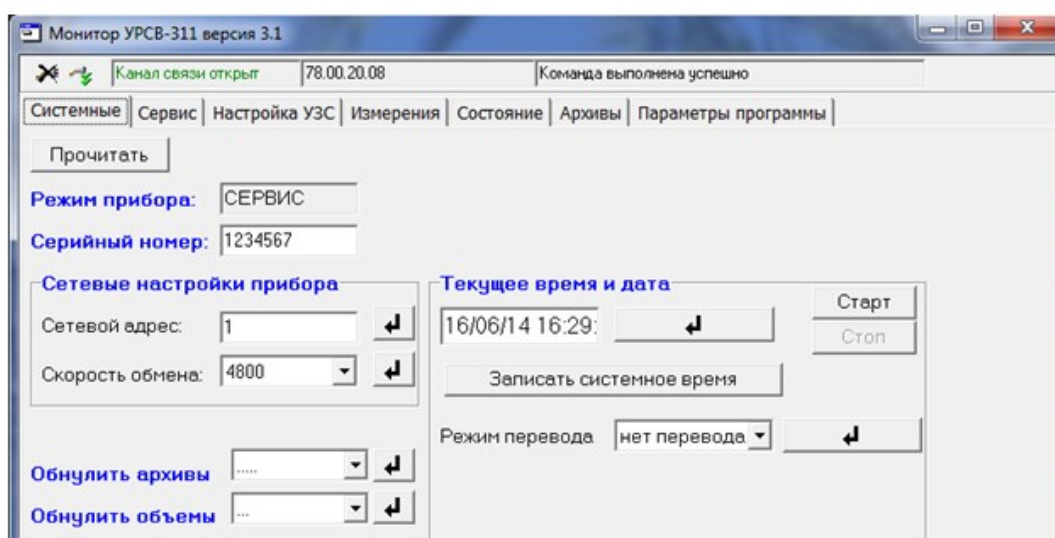 Монитор УРСВ-311 версия 3.1
Канал связи открыт 78.00.20.08 Команда выполнена успешно
Системные Сервис Настройка УЗС Измерения Состояние Архивы Параметры программы
Прочитать
Режим прибора: СЕРВИС
Серийный номер: 1234567
Сетевые настройки прибора
Сетевой адрес: 1
Скорость обмена: 4800
Обнулить архивы .....
Обнулить объемы ...
Текущее время и дата
16/06/14 16:29:
Старт
Стоп
Записать системное время
Режим перевода нет перевода